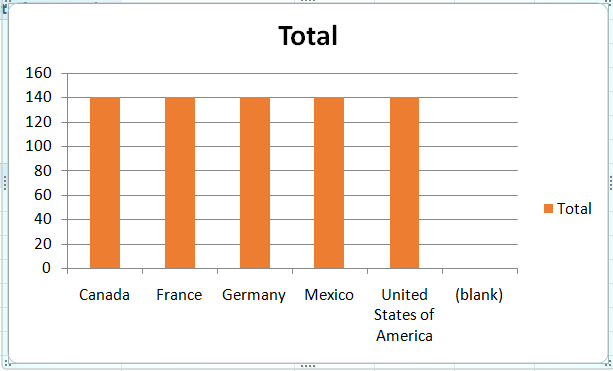 Total
160
140
120
100
80
60
40
20
0
Total
Canada
France
Germany
Mexico
United
States of
America
(blank)